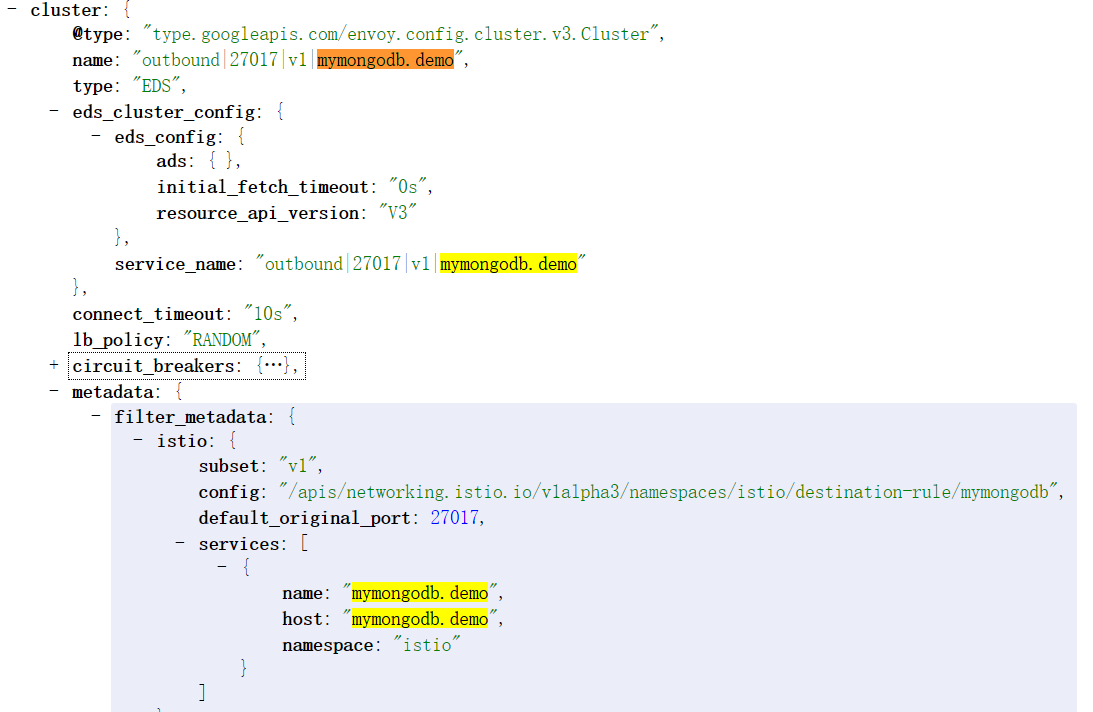 - cluster: {
@type: "type.googleapis.com/envoy.config.cluster.v3.Cluster",
name: "outbound|27017|v1|mymongodb.demo",
type: "EDS",
- eds_cluster_config: {
- eds_config: {
ads: { },
initial_fetch_timeout: "0s",
resource_api_version: "V3"
},
service_name: "outbound|27017|v1|mymongodb.demo"
},
connect_timeout: "10s",
lb_policy: "RANDOM",
+ circuit_breakers: {…},
- metadata: {
- filter_metadata: {
- istio: {
subset: "v1",
config: "/apis/networking.istio.io/v1alpha3/namespaces/istio/destination-rule/mymongodb",
default_original_port: 27017,
- services: [
- {
name: "mymongodb.demo",
host: "mymongodb.demo",
namespace: "istio"
}
]